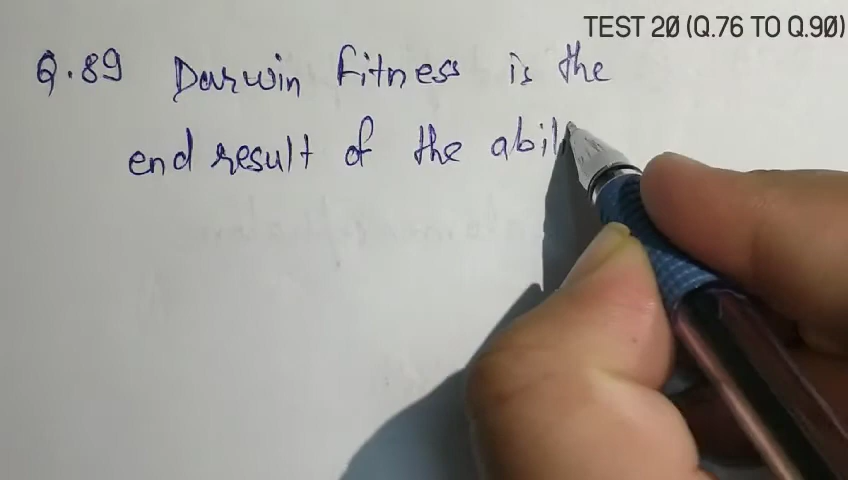 TEST 20 (Q.76 TO Q.90)
Q.89 Darwin fitness is the
end result of the abil